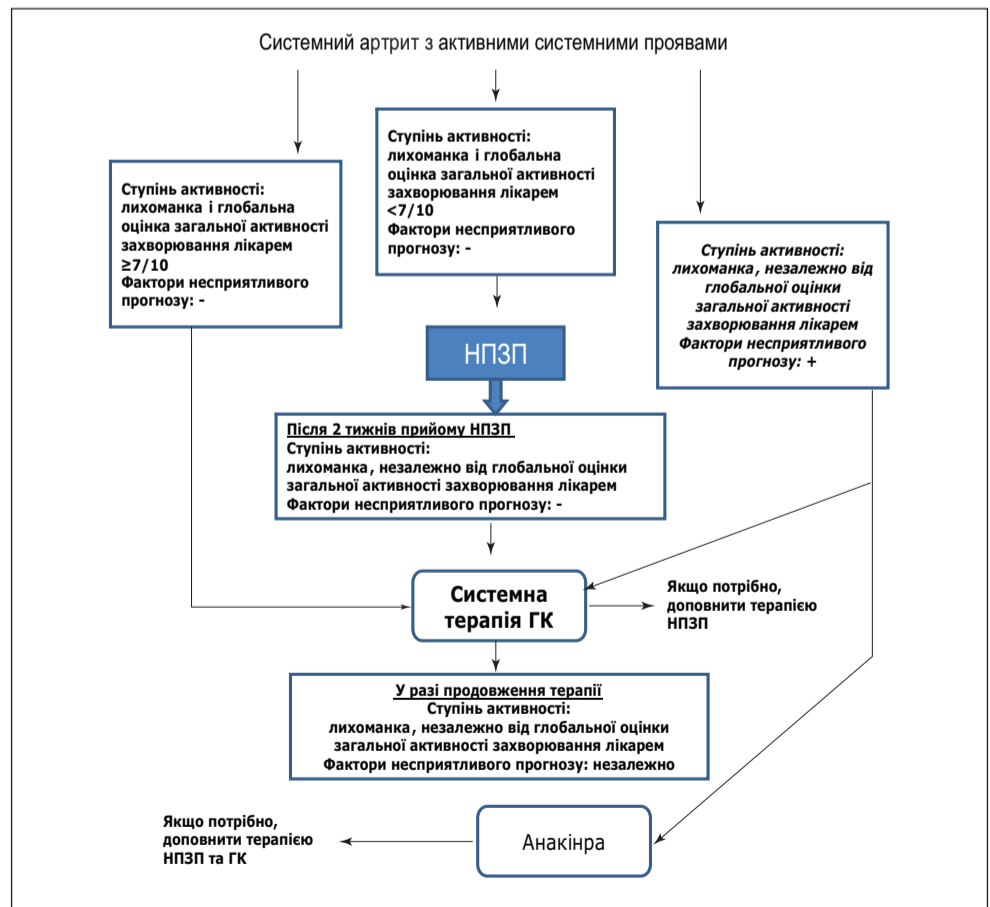 Системний артрит з активними системними проявами
Ступінь активності:
лихоманка і глобальна
оцінка загальної активності
захворювання лікарем
≥7/10
Фактори несприятливого
прогнозу: -
Ступінь активності:
лихоманка і глобальна
оцінка загальної активності
захворювання лікарем
<7/10
Фактори несприятливого
прогнозу: -
Ступінь активності:
лихоманка, незалежно від
глобальної оцінки
загальної активності
захворювання лікарем
Фактори несприятливого
прогнозу: +
НПЗП
Після 2 тижнів прийому НПЗП
Ступінь активності:
лихоманка, незалежно від глобальної оцінки
загальної активності захворювання лікарем
Фактори несприятливого прогнозу: -
Системна
терапія ГК
Якщо потрібно,
доповнити терапією
НПЗП
У разі продовження терапії
Ступінь активності:
лихоманка, незалежно від глобальної оцінки
загальної активності захворювання лікарем
Фактори несприятливого прогнозу: незалежно
Анакінра
Якщо потрібно,
доповнити терапією
НПЗП та ГК